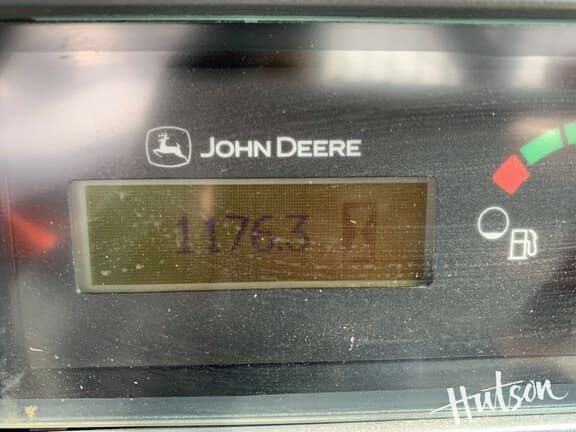 JOHN DEERE
1176.3 H
Hutson